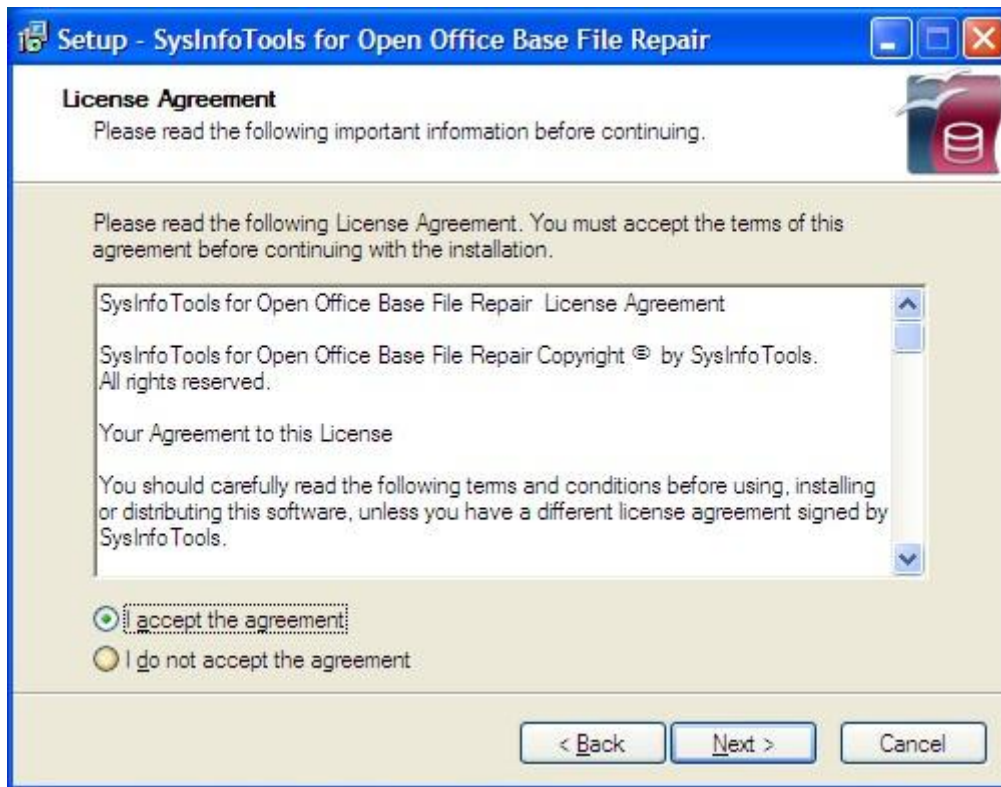 Setup - SysInfoTools for Open Office Base File Repair
License Agreement
Please read the following important information before continuing.
Please read the following License Agreement. You must accept the terms of this
agreement before continuing with the installation.
SysInfoTools for Open Office Base File Repair  License Agreement
SysInfoTools for Open Office Base File Repair Copyright © by SysInfoTools.
All rights reserved.
Your Agreement to this License
You should carefully read the following terms and conditions before using, installing
or distributing this software, unless you have a different license agreement signed by
SysInfoTools.
I accept the agreement
I do not accept the agreement
< Back Next > Cancel